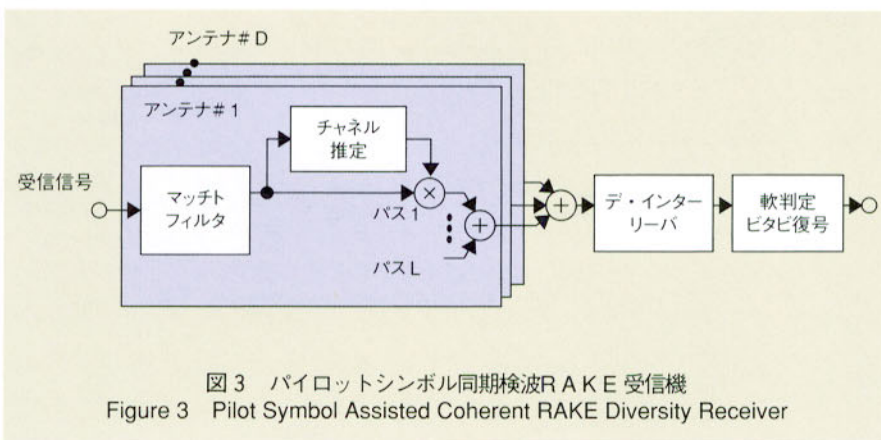 アンテナ#D
アンテナ#1
チャネル
推定
受信信号
マッチト
フィルタ
×
パス1
+
パスL
+
デ・インター
リーバ
軟判定
ビタビ復号
図3 パイロットシンボル同期検波RAKE受信機
Figure 3 Pilot Symbol Assisted Coherent RAKE Diversity Receiver